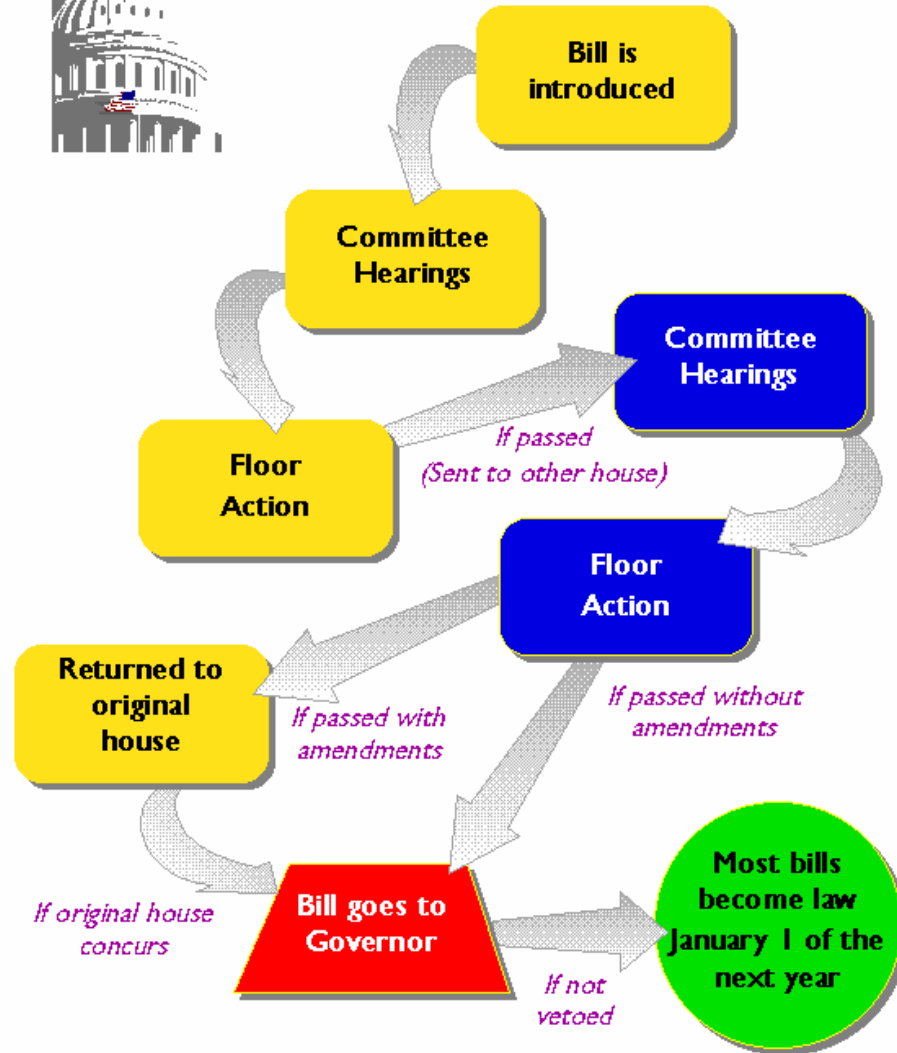 Bill is
introduced
Committee
Hearings
Committee
Hearings
If passed
(Sent to other house)
Floor
Action
Floor
Action
Returned to
original
house
If passed with
amendments
If passed without
amendments
If original house
concurs
Bill goes to
Governor
If not
vetoed
Most bills
become law
January 1 of the
next year